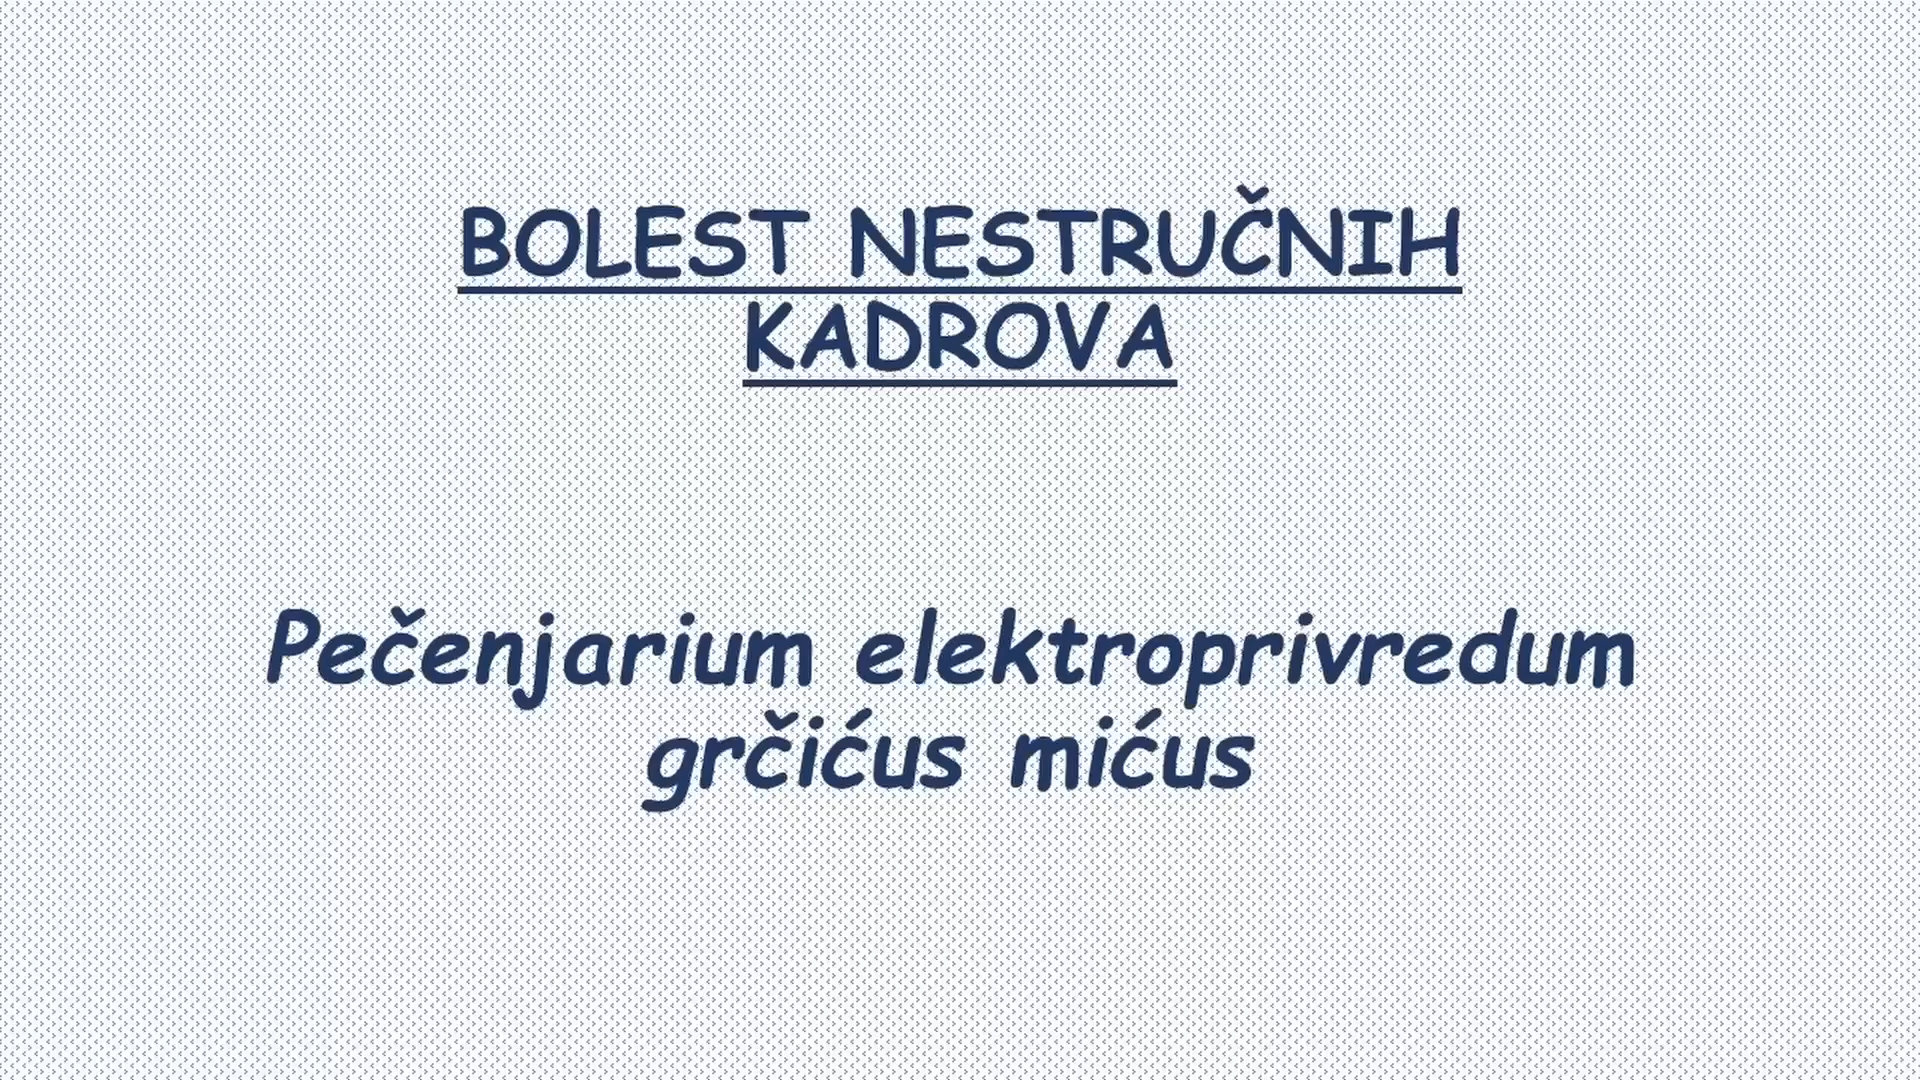 BOLEST NESTRUČNIH
KADROVA
Pečenjarium elektroprivredum
grčićus mićus